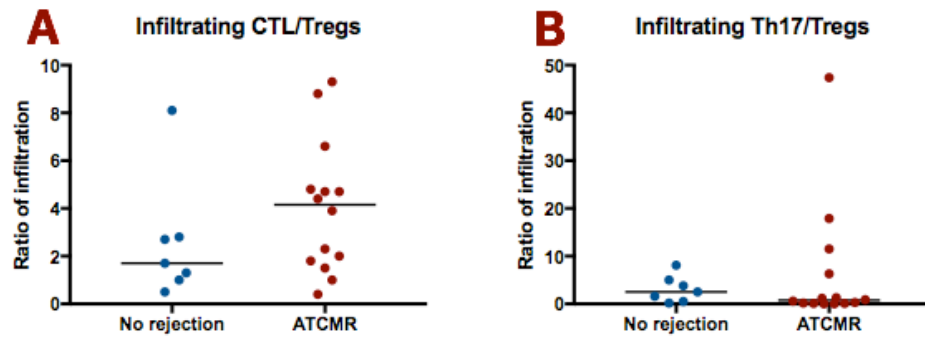 A
Infiltrating CTL/Tregs
Ratio of infiltration
10
8
6
4
2
0
No rejection
ATCMR
B
Infiltrating Th17/Tregs
Ratio of infiltration
50
40
30
20
10
0
No rejection
ATCMR